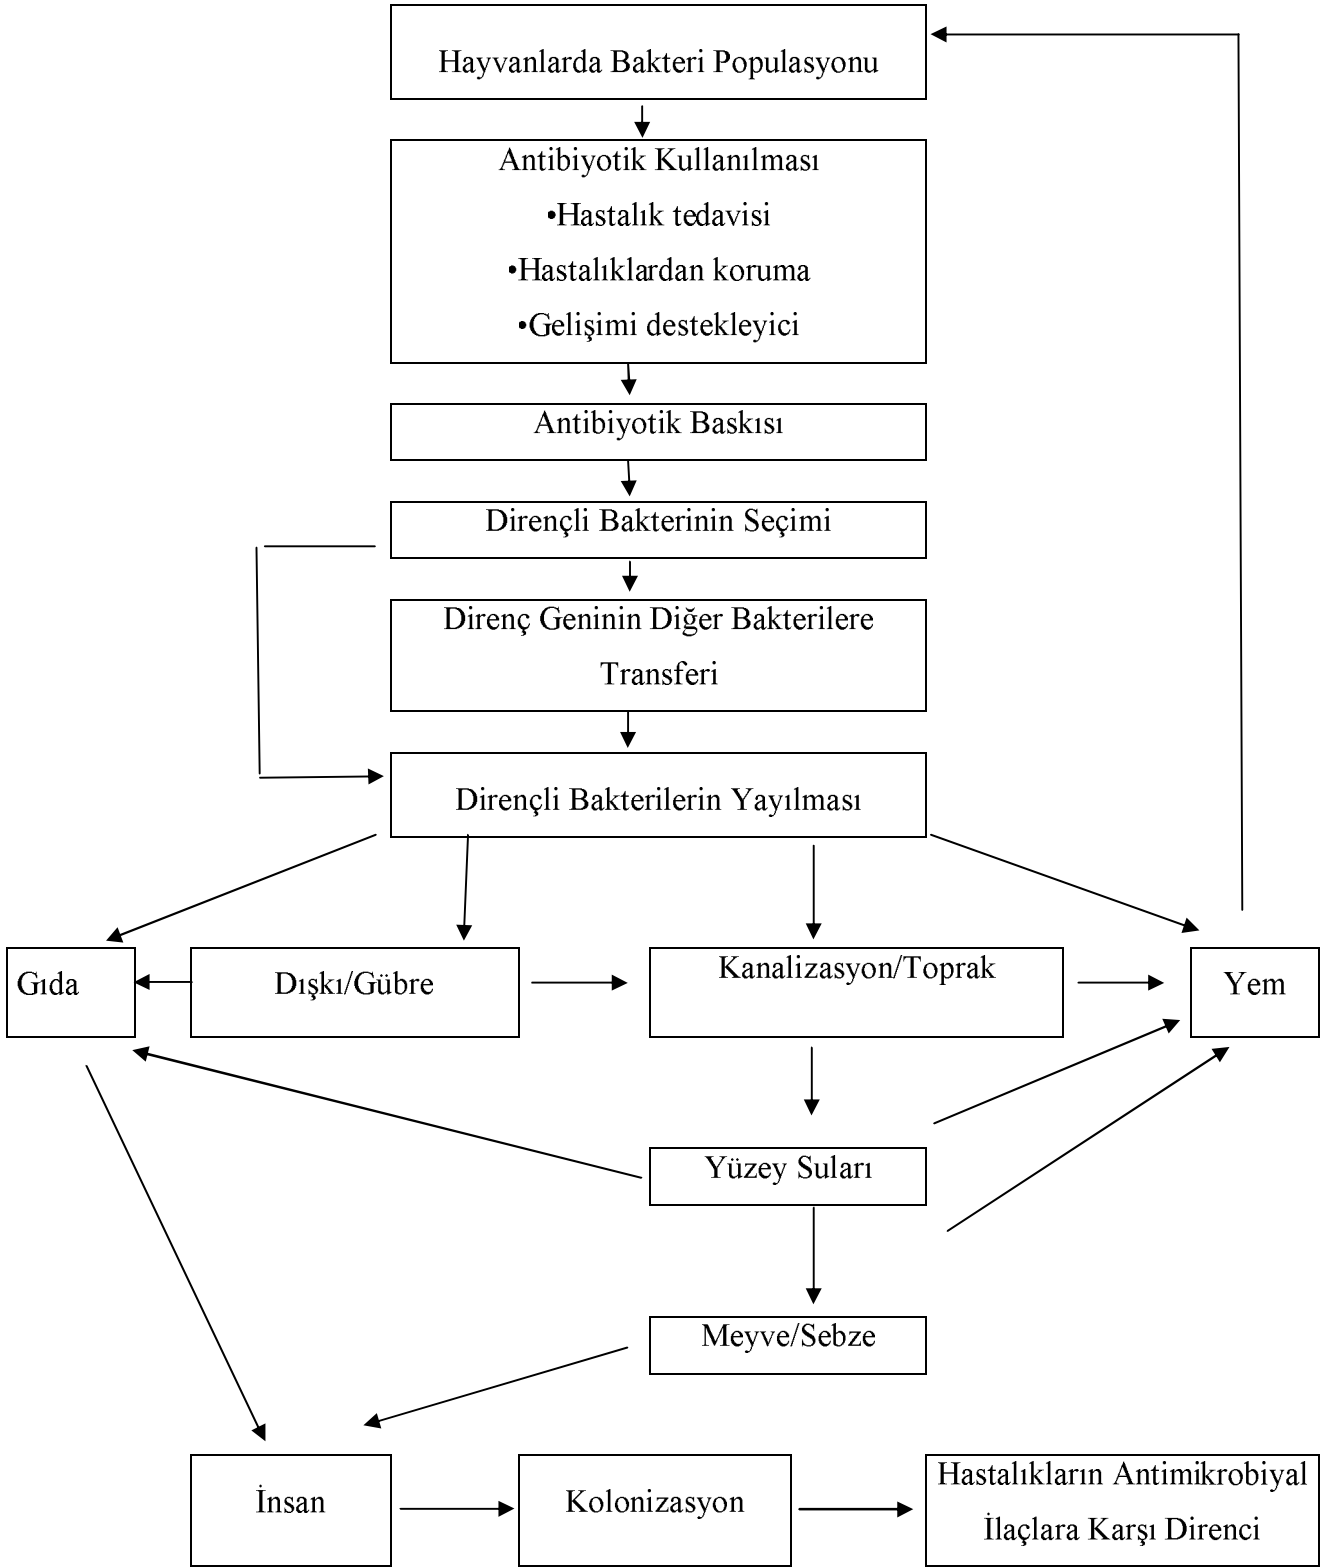 Hayvanlarda Bakteri Populasyonu
Antibiyotik Kullanılması
•Hastalık tedavisi
•Hastalıklardan koruma
•Gelişimi destekleyici
Antibiyotik Baskısı
Dirençli Bakterinin Seçimi
Direnç Geninin Diğer Bakterilere
Transferi
Dirençli Bakterilerin Yayılması
Gıda
Dışkı/Gübre
Kanalizasyon/Toprak
Yem
Yüzey Suları
Meyve/Sebze
İnsan
Kolonizasyon
Hastalıkların Antimikrobiyal
İlaçlara Karşı Direnci